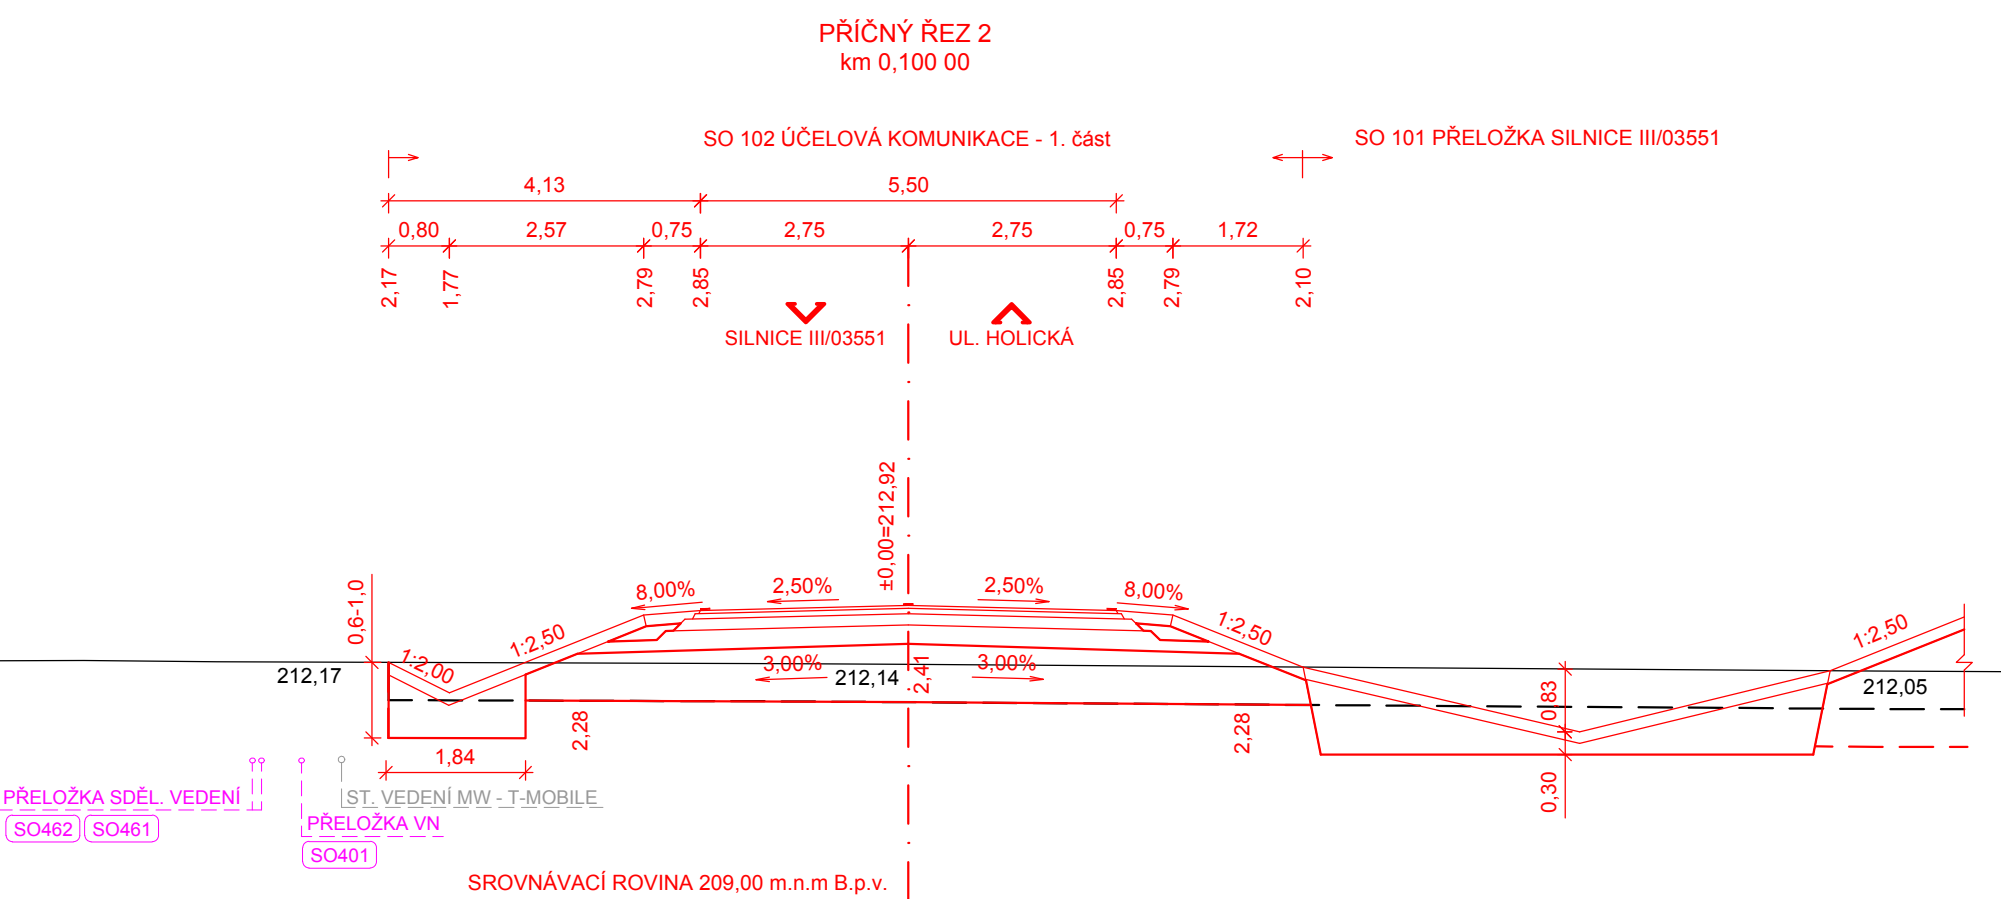 PŘÍČNÝ ŘEZ 2
km 0,100 00
SO 102 ÚČELOVÁ KOMUNIKACE - 1. část
SO 101 PŘELOŽKA SILNICE III/03551
4,13
5,50
0,80
2,57
0,75
2,75
2,75
0,75
1,72
2,17
1,77
2,79
2,85
2,85
2,79
2,10
SILNICE III/03551
UL. HOLICKÁ
±0,00=212,92
0,6-1,0
8,00%
2,50%
2,50%
8,00%
1:2,00
1:2,50
1:2,50
1:2,50
212,17
3,00%
212,14
2,41
3,00%
212,05
2,28
2,28
0,83
0,30
1,84
PŘELOŽKA SDĚL. VEDENÍ
SO462
SO461
ST. VEDENÍ MW - T-MOBILE
PŘELOŽKA VN
SO401
SROVNÁVACÍ ROVINA 209,00 m.n.m B.p.v.